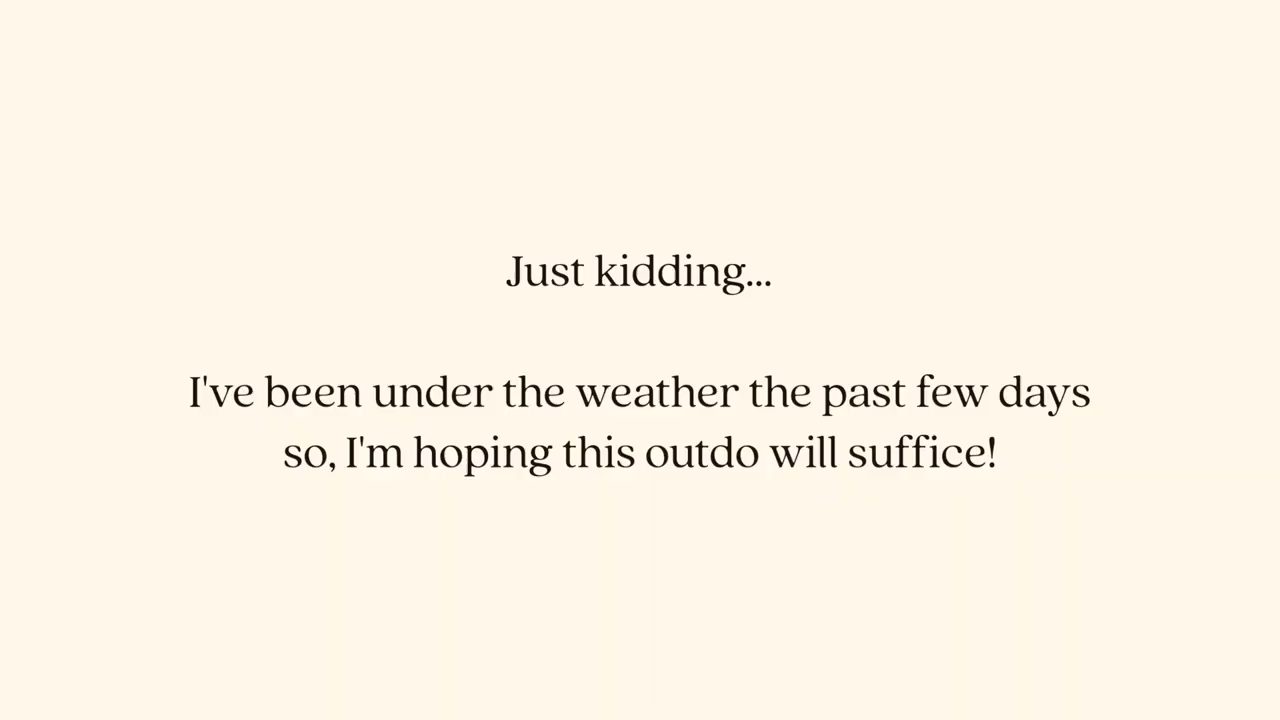 Just kidding...
I've been under the weather the past few days
so, I'm hoping this outdo will suffice!